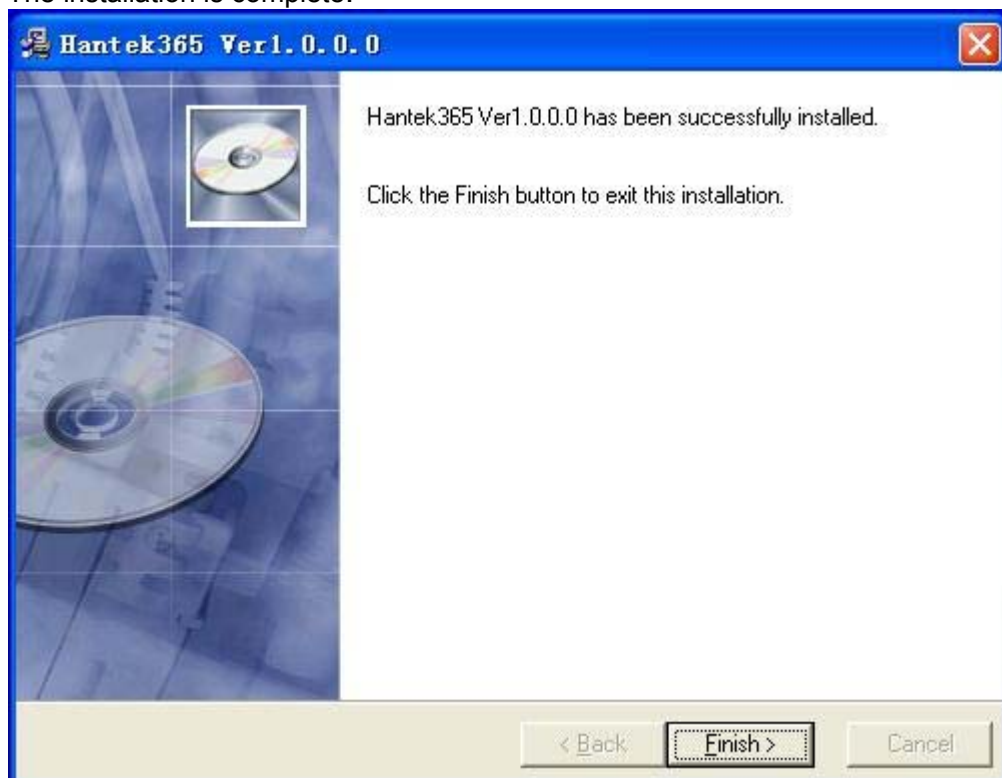 The installation is complete.
Hantek365 Ver1.0.0.0
Hantek365 Ver1.0.0.0 has been successfully installed.
Click the Finish button to exit this installation.
< Back
Finish >
Cancel